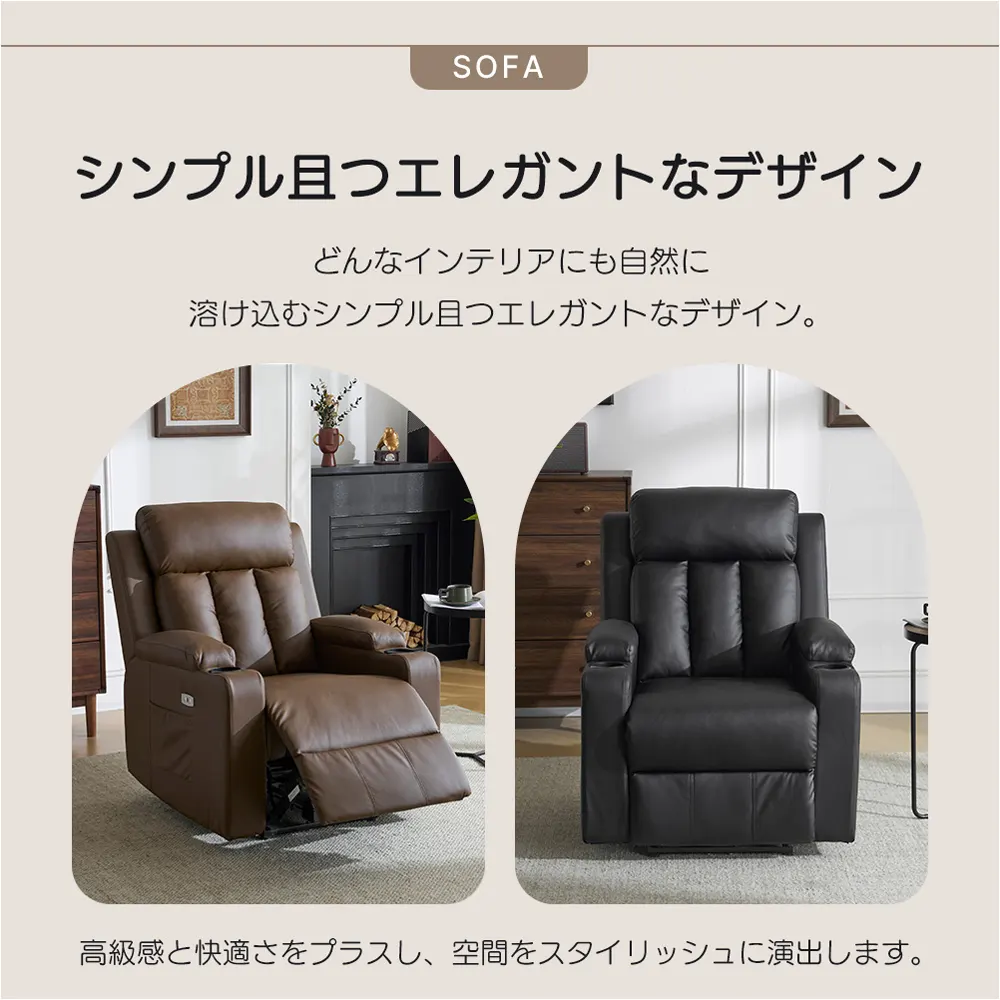 SOFA
シンプル且つエレガントなデザイン
どんなインテリアにも自然に
溶け込むシンプル且つエレガントなデザイン。
高級感と快適さをプラスし、空間をスタイリッシュに演出します。